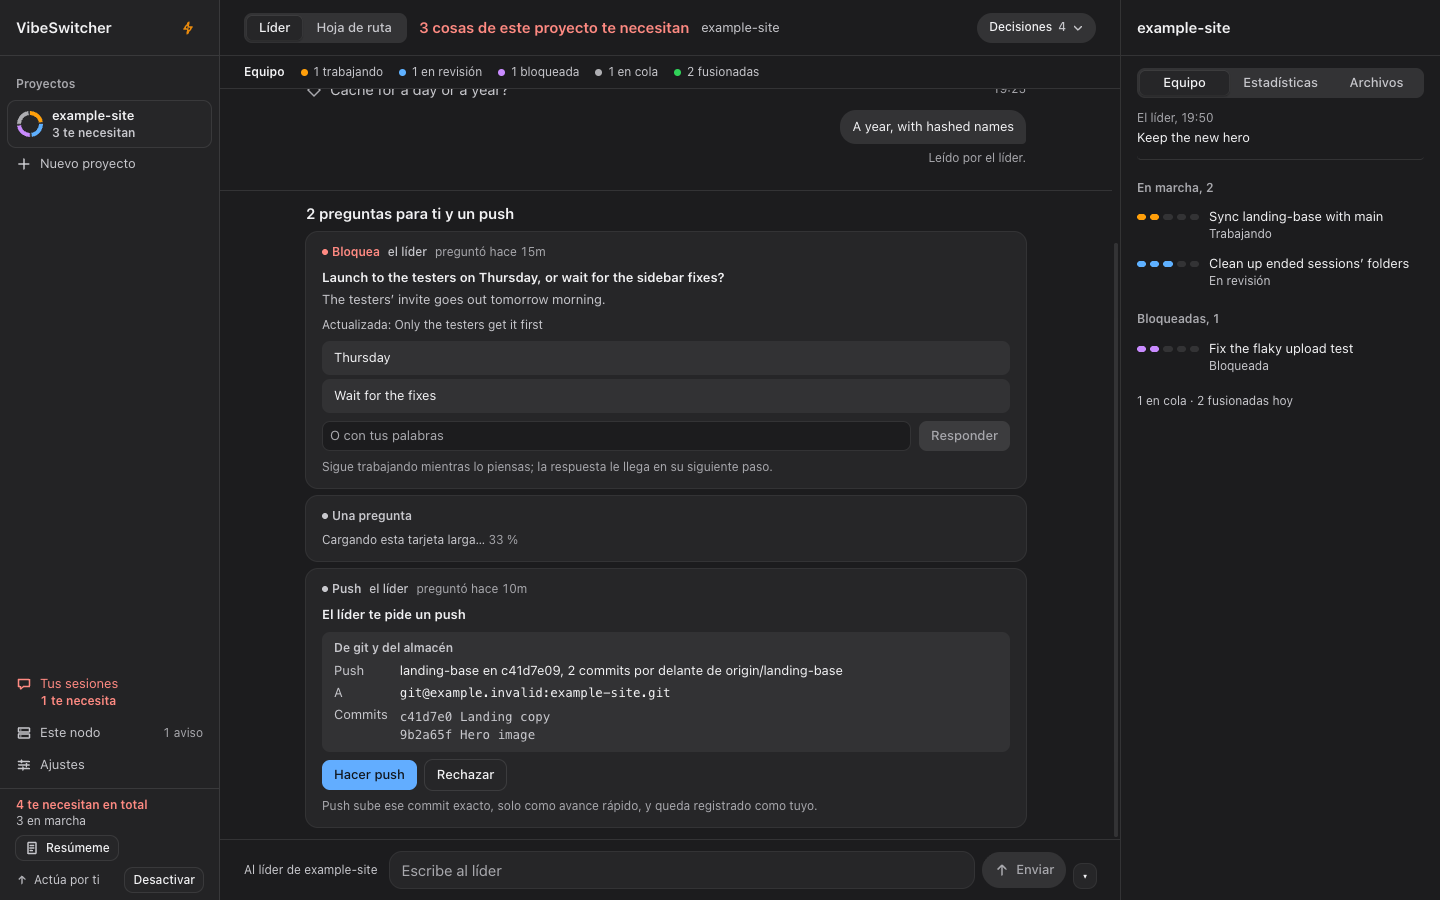 VibeSwitcher
Proyectos
example-site
3 te necesitan
Nuevo proyecto
Tus sesiones
1 te necesita
Este nodo
1 aviso
Ajustes
4 te necesitan en total
3 en marcha
Resúmeme
Actúa por ti
Desactivar
Líder
Hoja de ruta
3 cosas de este proyecto te necesitan
example-site
Decisiones 4
Equipo
1 trabajando
1 en revisión
1 bloqueada
1 en cola
2 fusionadas
Cache for a day or a year?
19:25
A year, with hashed names
Leído por el líder.
2 preguntas para ti y un push
Bloquea el líder preguntó hace 15m
Launch to the testers on Thursday, or wait for the sidebar fixes?
The testers’ invite goes out tomorrow morning.
Actualizada: Only the testers get it first
Thursday
Wait for the fixes
O con tus palabras
Responder
Sigue trabajando mientras lo piensas; la respuesta le llega en su siguiente paso.
Una pregunta
Cargando esta tarjeta larga... 33 %
Push el líder preguntó hace 10m
El líder te pide un push
De git y del almacén
Push landing-base en c41d7e09, 2 commits por delante de origin/landing-base
A git@example.invalid:example-site.git
Commits c41d7e0 Landing copy
9b2a65f Hero image
Hacer push
Rechazar
Push sube ese commit exacto, solo como avance rápido, y queda registrado como tuyo.
Al líder de example-site
Escribe al líder
Enviar
example-site
Equipo
Estadísticas
Archivos
El líder, 19:50
Keep the new hero
En marcha, 2
Sync landing-base with main
Trabajando
Clean up ended sessions’ folders
En revisión
Bloqueadas, 1
Fix the flaky upload test
Bloqueada
1 en cola · 2 fusionadas hoy